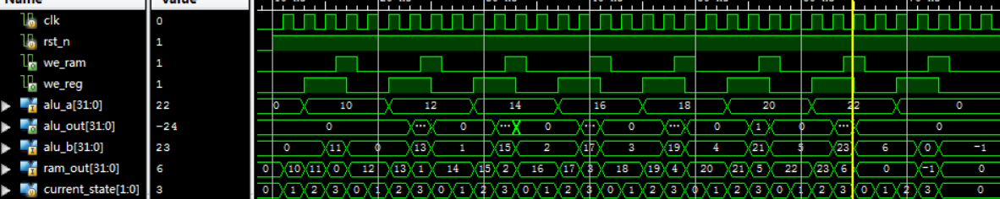 Value
clk 0
rst_n 1
we_ram 1
we_reg 1
alu_a[31:0] 22 0 10 12 14 16 18 20 22 0
alu_out[31:0] -24 0 ... 0 ... 0 ... 0 ... 0 1 0 ... 0
alu_b[31:0] 23 0 11 0 13 1 15 2 17 3 19 4 21 5 23 6 0 -1
ram_out[31:0] 6 0 10 11 0 12 13 1 14 15 2 16 17 3 18 19 4 20 21 5 22 23 6 0 -1 0
current_state[1:0] 3 0 1 2 3 0 1 2 3 0 1 2 3 0 1 2 3 0 1 2 3 0 1 2 3 0 1 2 3 0 1 2 3 0